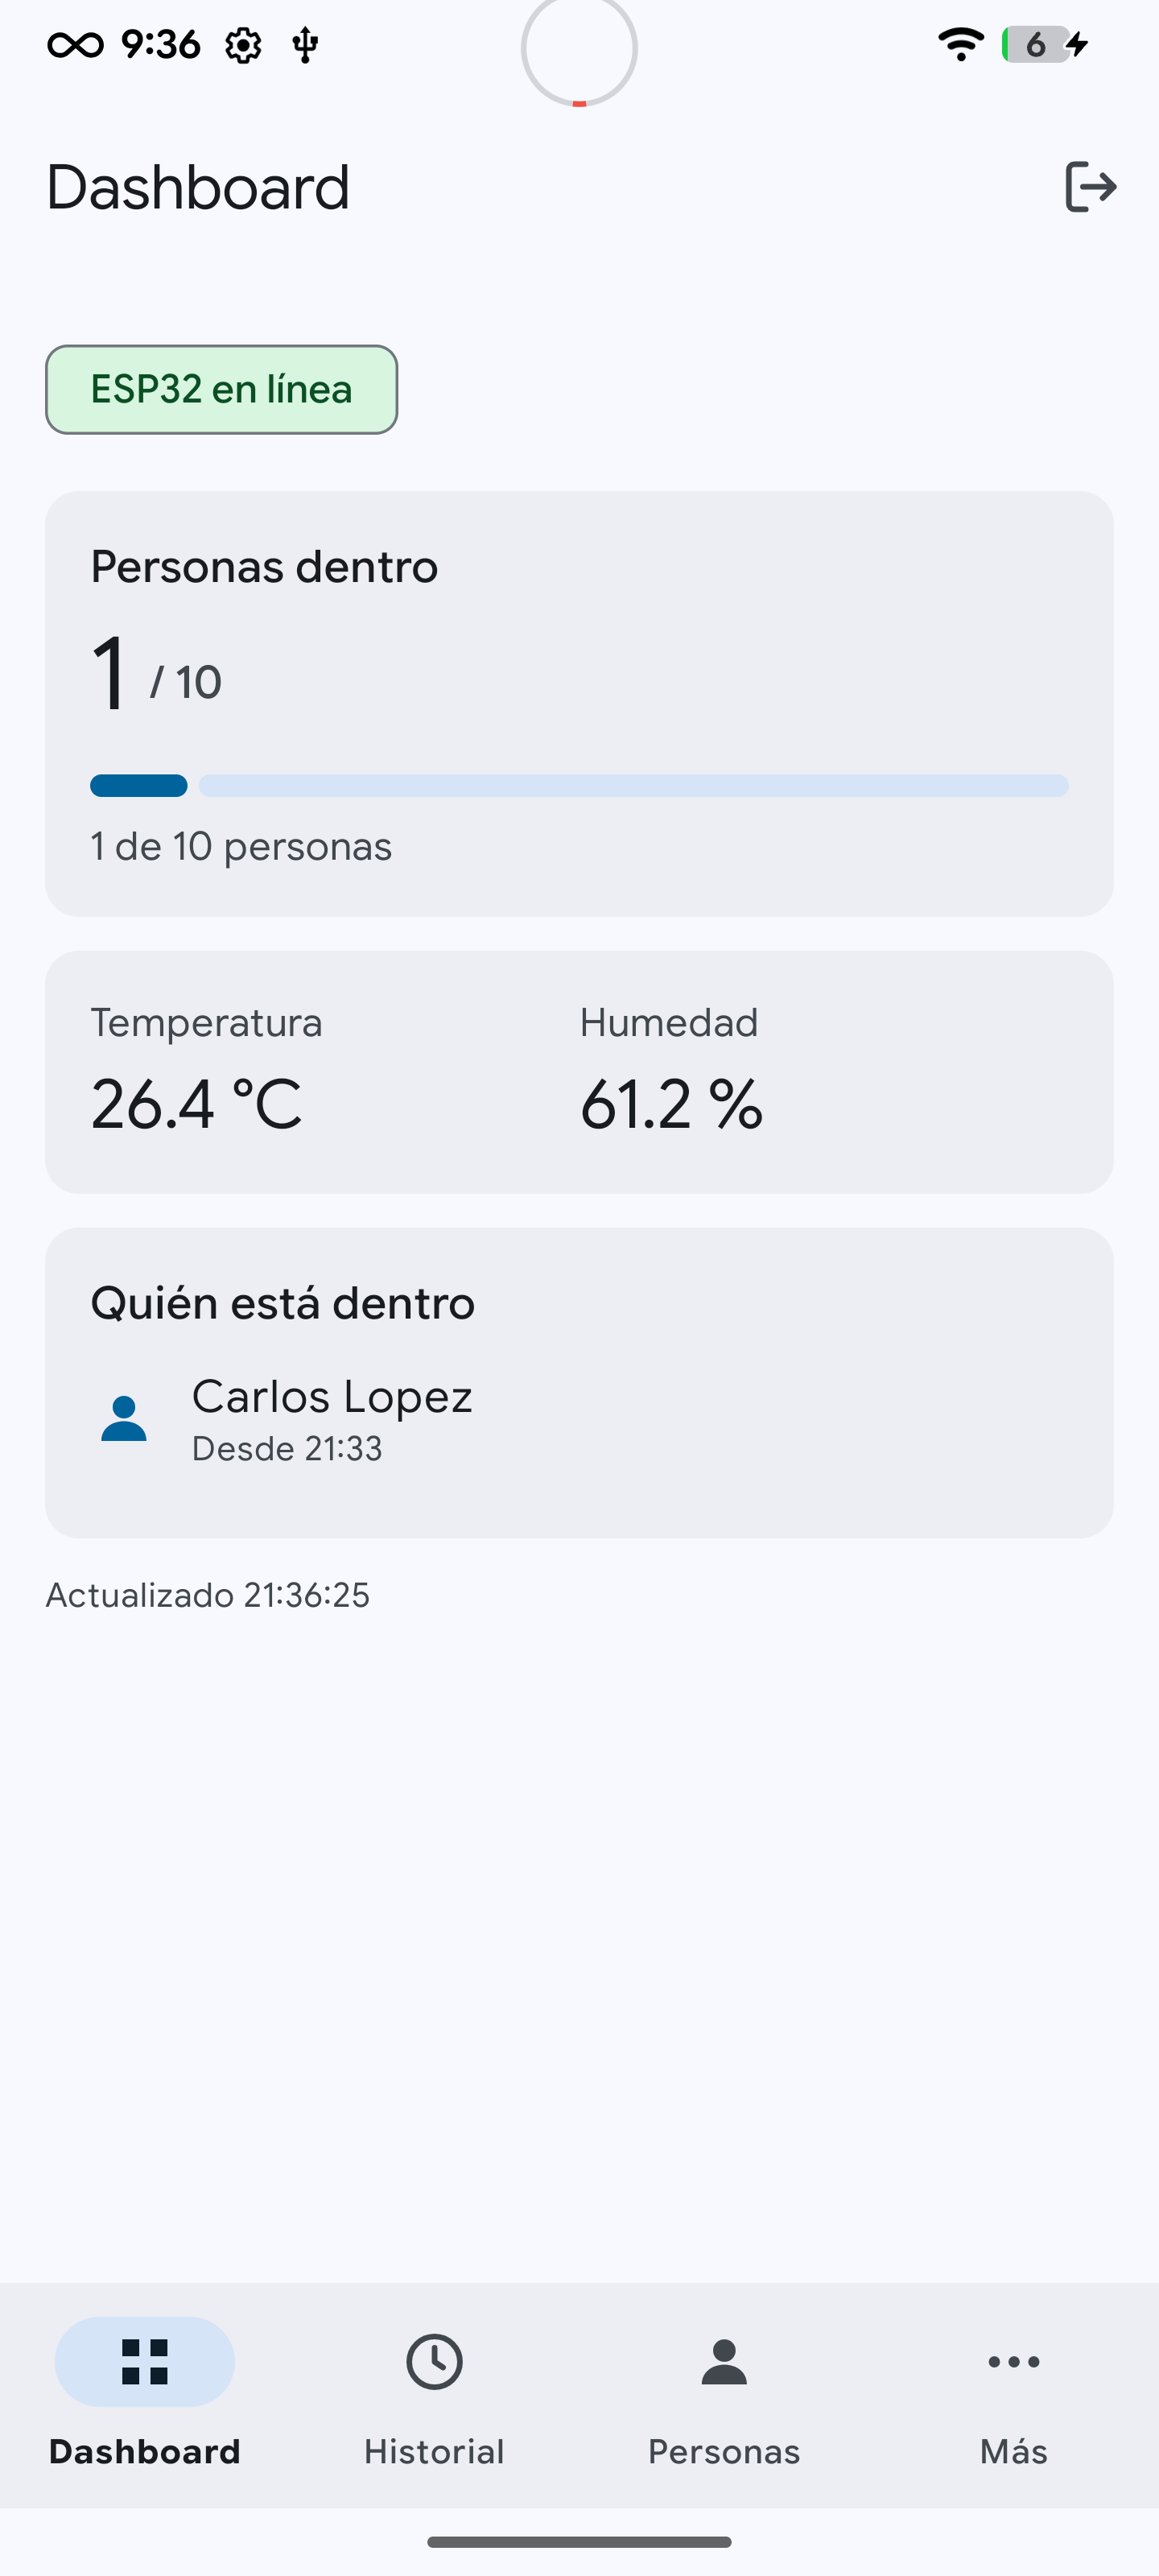 9:36
6
Dashboard
ESP32 en línea
Personas dentro
1 / 10
1 de 10 personas
Temperatura
Humedad
26.4 °C
61.2 %
Quién está dentro
Carlos Lopez
Desde 21:33
Actualizado 21:36:25
Dashboard
Historial
Personas
Más